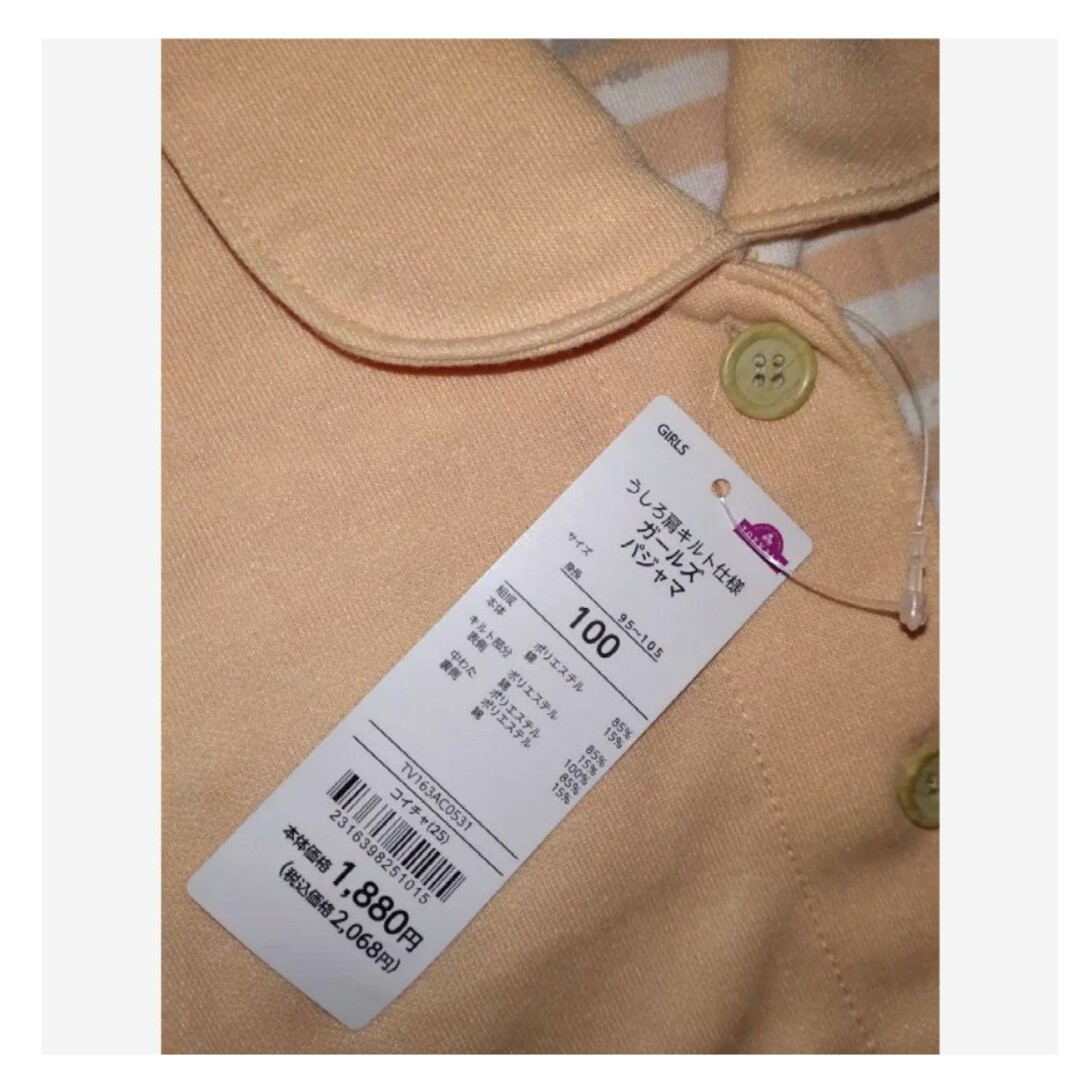 GIRLS
TOPVALU
うしろ肩キルト仕様
ガールズ
パジャマ
サイズ
身長 95~105
100
組成
本体 ポリエステル 85%
綿 15%
キルト部分
表側 ポリエステル 85%
綿 15%
中わた ポリエステル 100%
裏側 ポリエステル 85%
綿 15%
TV163AC0531
コイチャ(25)
2316398251015
本体価格 1,880円
(税込価格 2,068円)